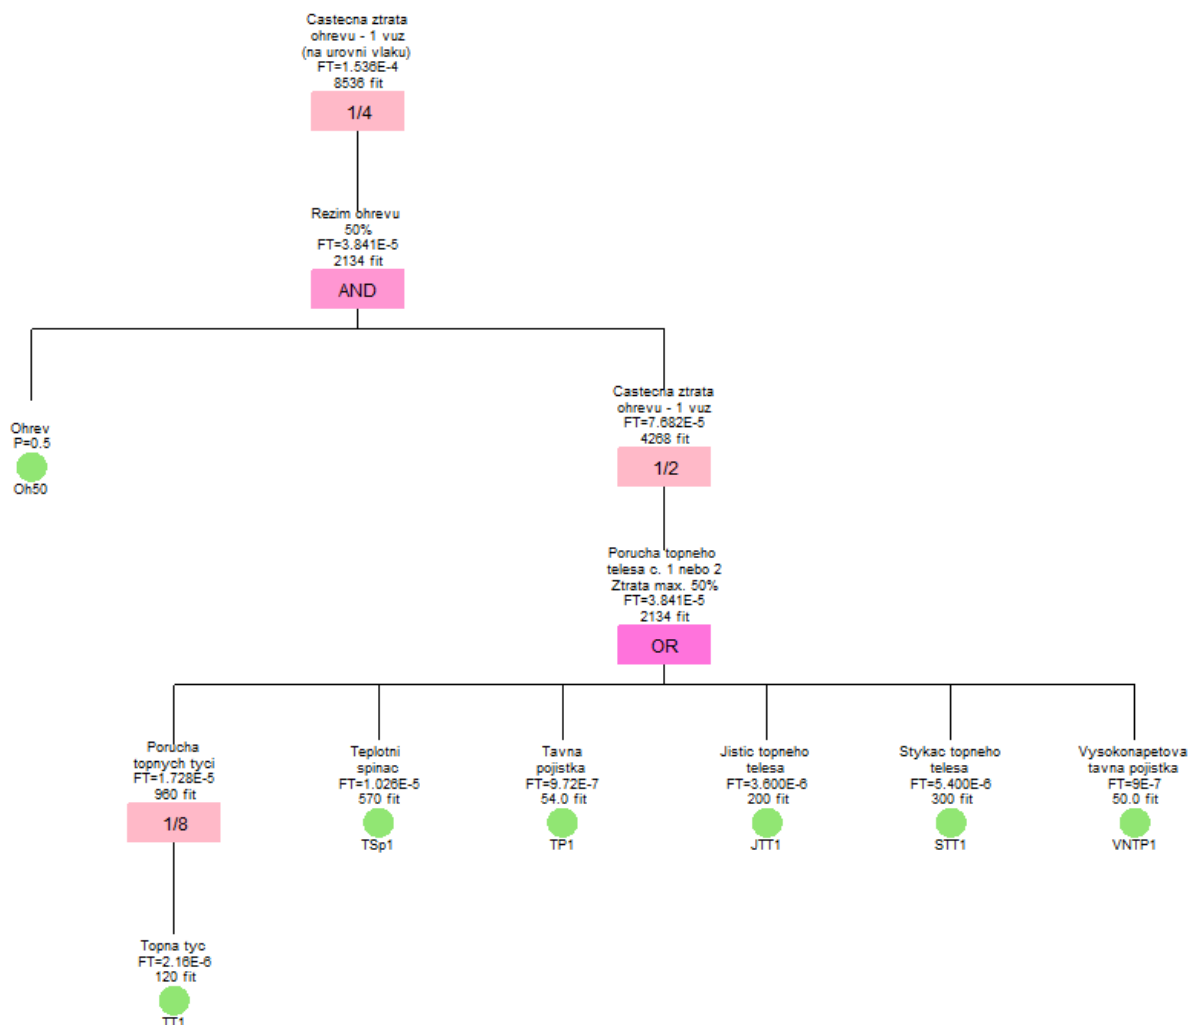 Castecna ztrata
ohrevu - 1 vuz
(na urovni vlaku)
FT=1.536E-4
8536 fit
1/4
Rezim ohrevu
50%
FT=3.841E-5
2134 fit
AND
Ohrev
P=0.5
Oh50
Castecna ztrata
ohrevu - 1 vuz
FT=7.682E-5
4268 fit
1/2
Porucha topneho
telesa c. 1 nebo 2
Ztrata max. 50%
FT=3.841E-5
2134 fit
OR
Porucha
topnych tyci
FT=1.728E-5
960 fit
1/8
Topna tyc
FT=2.16E-6
120 fit
TT1
Teplotni
spinac
FT=1.026E-5
570 fit
TSp1
Tavna
pojistka
FT=9.72E-7
54.0 fit
TP1
Jistic topneho
telesa
FT=3.600E-6
200 fit
JTT1
Stykac topneho
telesa
FT=5.400E-6
300 fit
STT1
Vysokonapetova
tavna pojistka
FT=9E-7
50.0 fit
VNTP1